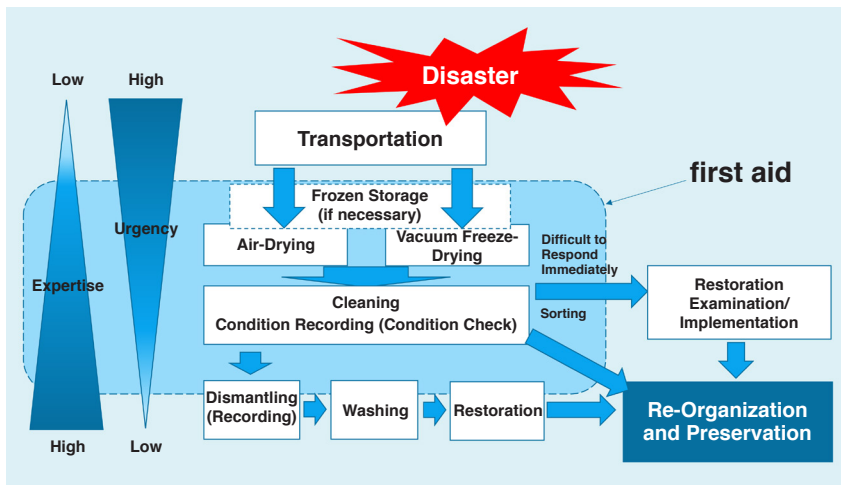 Disaster
Low
High
Transportation
first aid
Frozen Storage
(if necessary)
Urgency
Air-Drying
Vacuum Freeze-
Drying
Difficult to
Respond
Immediately
Expertise
Cleaning
Condition Recording (Condition Check)
Sorting
Restoration
Examination/
Implementation
Dismantling
(Recording)
Washing
Restoration
Re-Organization
and Preservation
High
Low